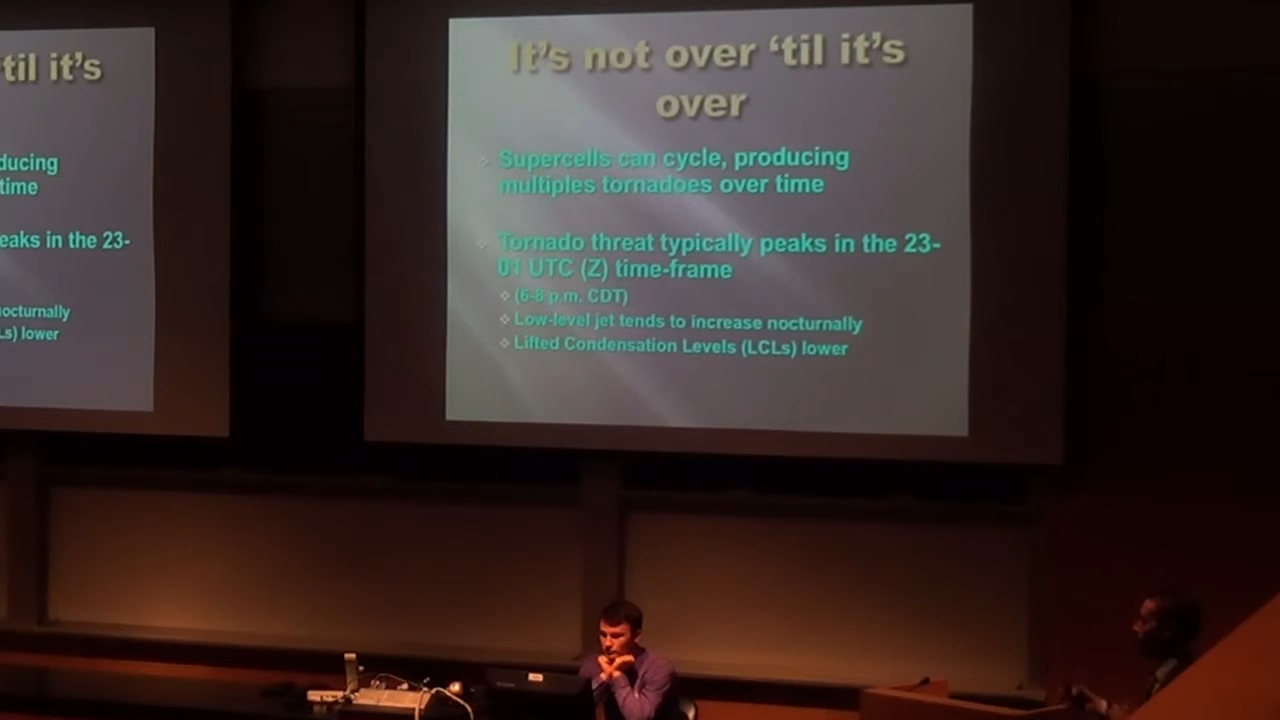 'til it's
ducing
time
eaks in the 23-
nocturnally
Ls) lower
It's not over 'til it's
over
Supercells can cycle, producing
multiples tornadoes over time
Tornado threat typically peaks in the 23-
01 UTC (Z) time-frame
(6-8 p.m. CDT)
Low-level jet tends to increase nocturnally
Lifted Condensation Levels (LCLs) lower